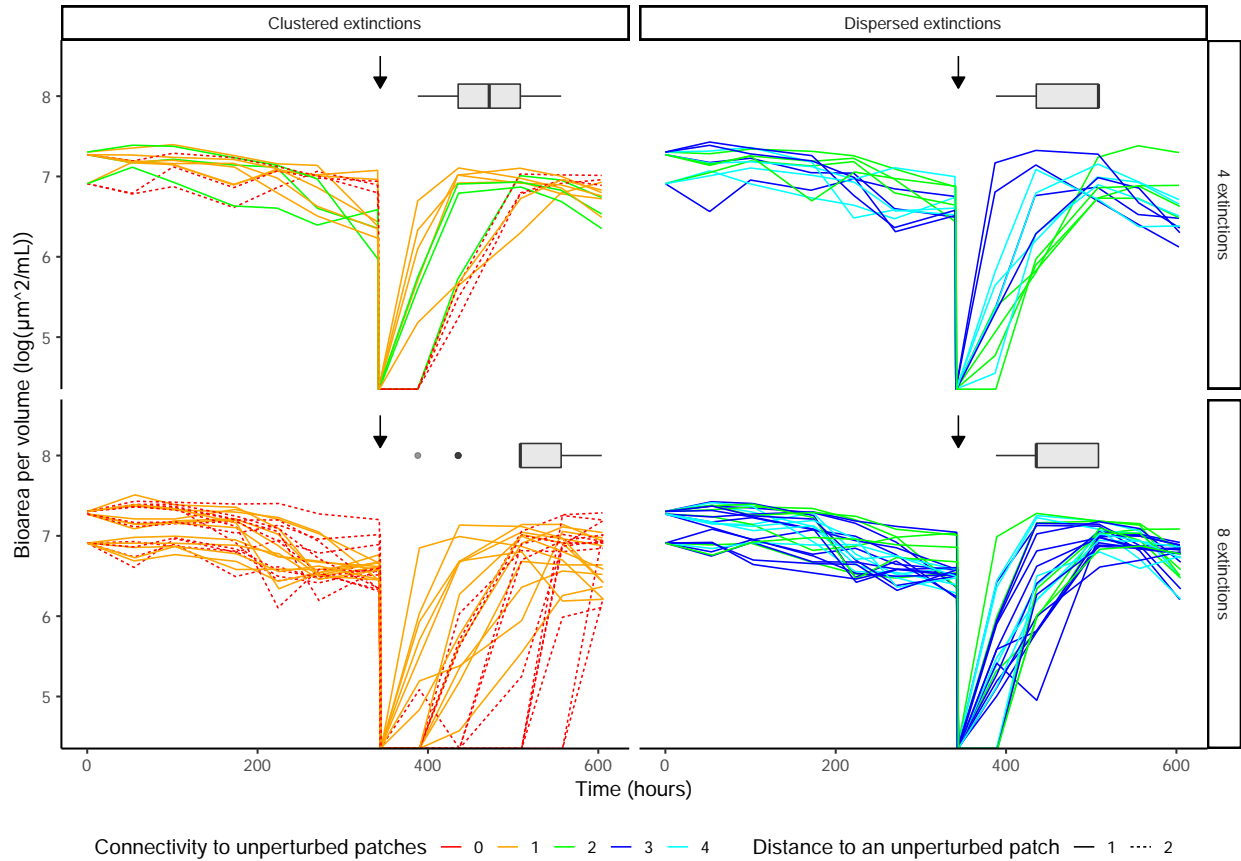 Clustered extinctions
Dispersed extinctions
8
7
6
5
4 extinctions
8
7
6
5
8 extinctions
Bioarea per volume (log(µm^2/mL))
0 200 400 600
0 200 400 600
Time (hours)
Connectivity to unperturbed patches 0 1 2 3 4 Distance to an unperturbed patch 1 2